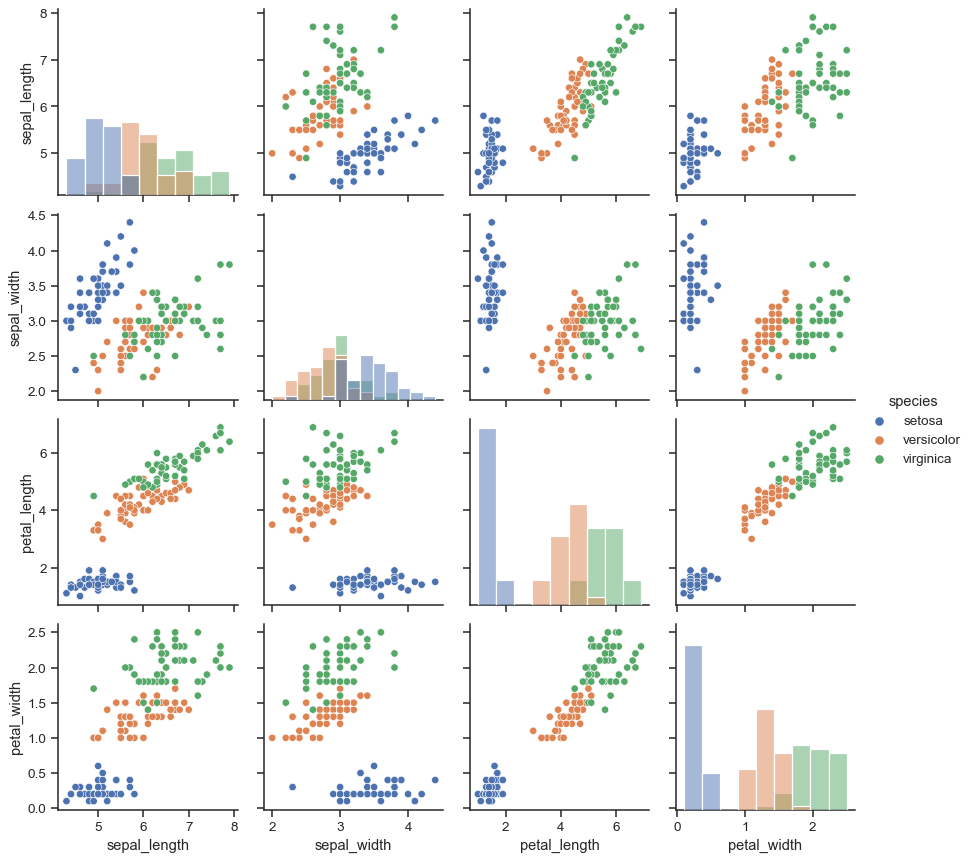 8
7
6
5
sepal_length
4.5
4.0
3.5
3.0
2.5
2.0
sepal_width
species
setosa
versicolor
virginica
6
4
2
petal_length
2.5
2.0
1.5
1.0
0.5
0.0
petal_width
5 6 7 8
sepal_length
2 3 4
sepal_width
2 4 6
petal_length
0 1 2
petal_width